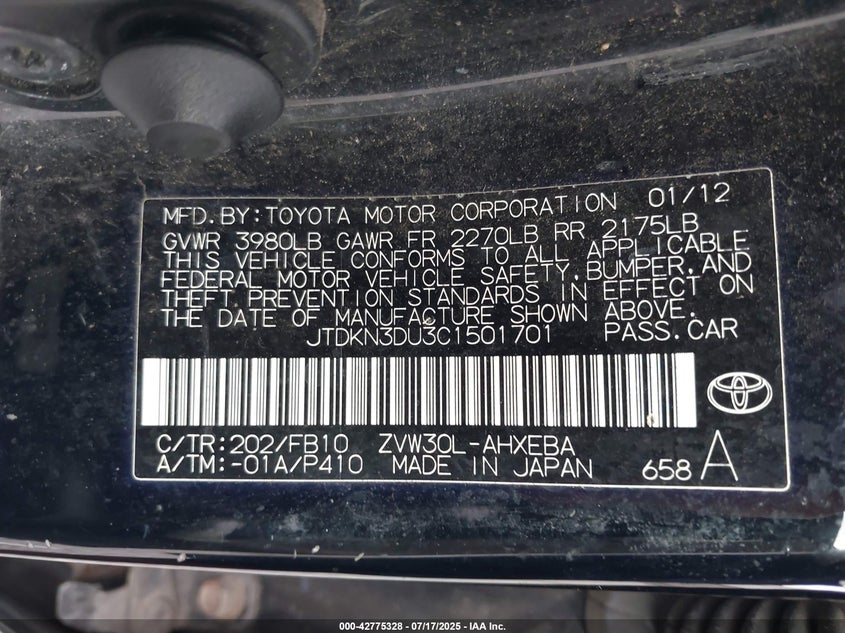 MFD.BY:TOYOTA MOTOR CORPORATION 01/12
GVWR 3980LB GAWR FR 2270LB RR 2175LB
THIS VEHICLE CONFORMS TO ALL APPLICABLE
FEDERAL MOTOR VEHICLE SAFETY,BUMPER,AND
THEFT PREVENTION STANDARDS IN EFFECT ON
THE DATE OF MANUFACTURE SHOWN ABOVE.
JTDKN3DU3C1501701 PASS.CAR
C/TR:202/FB10 ZVW30L-AHXEBA
A/TM:-01A/P410 MADE IN JAPAN 658 A
000-42775328 - 07/17/2025 - IAA Inc.